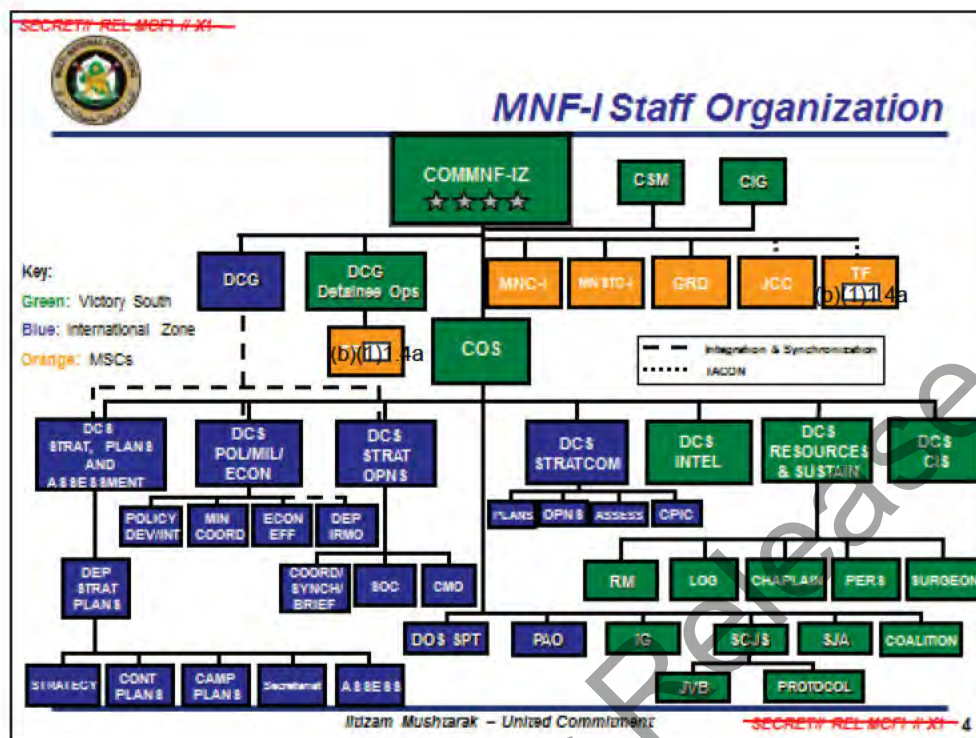 SECRET// REL MCFI // X1
MNF-I Staff Organization
COMMNF-IZ
CSM
CIG
Key:
Green: Victory South
Blue: International Zone
Orange: MSCs
DCG
DCG
Detainee Ops
MNC-I
MNSTC-I
GRD
JCC
TF
(b)(1)1.4a
(b)(1)1.4a
COS
Integration & Synchronization
TACON
DCS
STRAT, PLANS
AND
ASSESSMENT
DCS
POL/MIL/
ECON
DCS
STRAT
OPNS
DCS
STRATCOM
DCS
INTEL
DCS
RESOURCES
& SUSTAIN
DCS
CIS
POLICY
DEV/INT
MIN
COORD
ECON
EFF
DEP
IRMO
PLANS
OPNS
ASSESS
CPIC
DEP
STRAT
PLANS
COORD/
SYNCH/
BRIEF
SOC
CMO
RM
LOG
CHAPLAIN
PERS
SURGEON
DOS SPT
PAO
IG
SCJS
SJA
COALITION
STRATEGY
CONT
PLANS
CAMP
PLANS
Secretariat
ASSESS
JVB
PROTOCOL
Release
Iltizam Mushtarak – United Commitment
SECRET// REL MCFI // X1
4